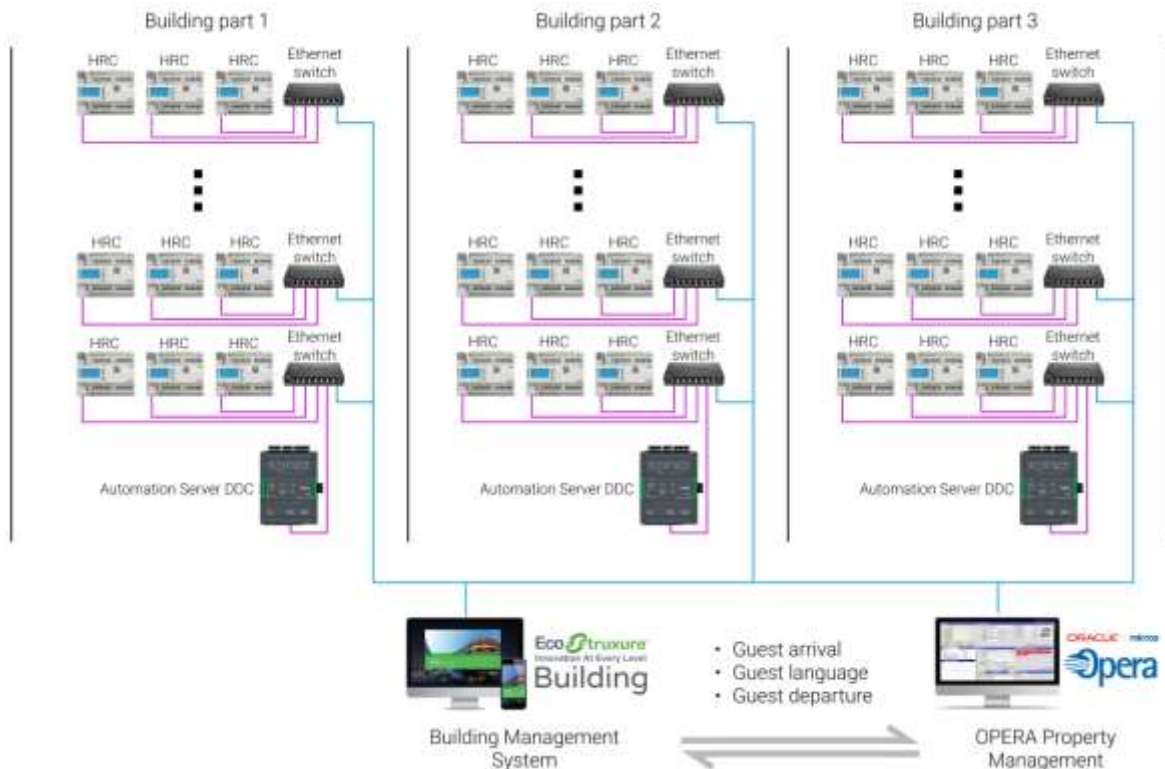 Building part 1
Building part 2
Building part 3
HRC HRC HRC Ethernet
switch
HRC HRC HRC Ethernet
switch
HRC HRC HRC Ethernet
switch
HRC HRC HRC Ethernet
switch
HRC HRC HRC Ethernet
switch
HRC HRC HRC Ethernet
switch
HRC HRC HRC Ethernet
switch
HRC HRC HRC Ethernet
switch
HRC HRC HRC Ethernet
switch
Automation Server DDC
Automation Server DDC
Automation Server DDC
EcoStruxure
Innovation At Every Level
Building
• Guest arrival
• Guest language
• Guest departure
ORACLE micros
Opera
Building Management
System
OPERA Property
Management